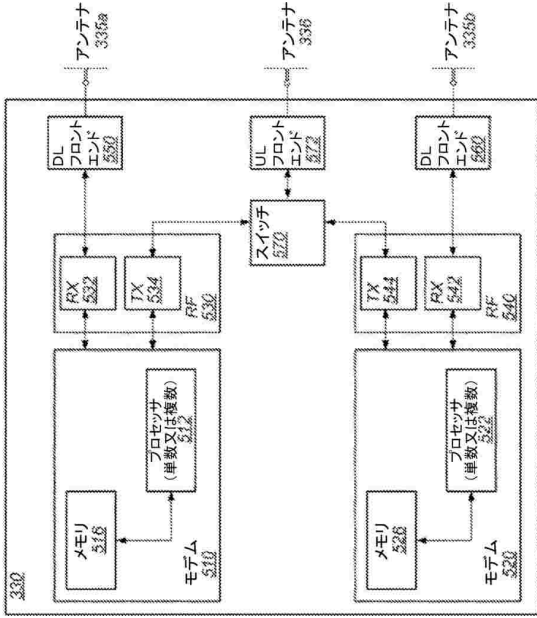 330
メモリ
516
プロセッサ
(単数又は複数)
512
モデム
510
RX
532
TX
534
RF
530
DL
フロント
エンド
550
アンテナ
335a
スイッチ
570
UL
フロント
エンド
572
アンテナ
336
メモリ
526
プロセッサ
(単数又は複数)
522
モデム
520
TX
544
RX
542
RF
540
DL
フロント
エンド
560
アンテナ
335b